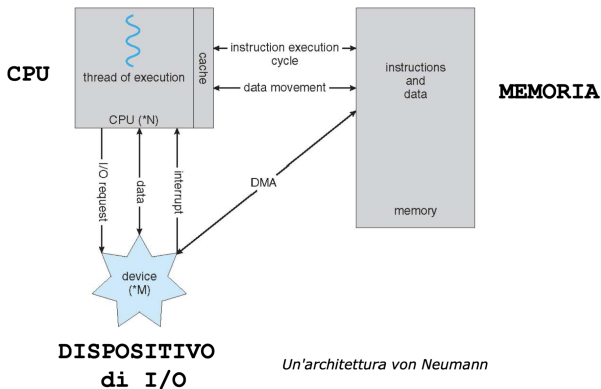 CPU
thread of execution
cache
CPU (*N)
instruction execution
cycle
data movement
instructions
and
data
memory
MEMORIA
I/O request
data
interrupt
DMA
device
(*M)
DISPOSITIVO
di I/O
Un'architettura von Neumann